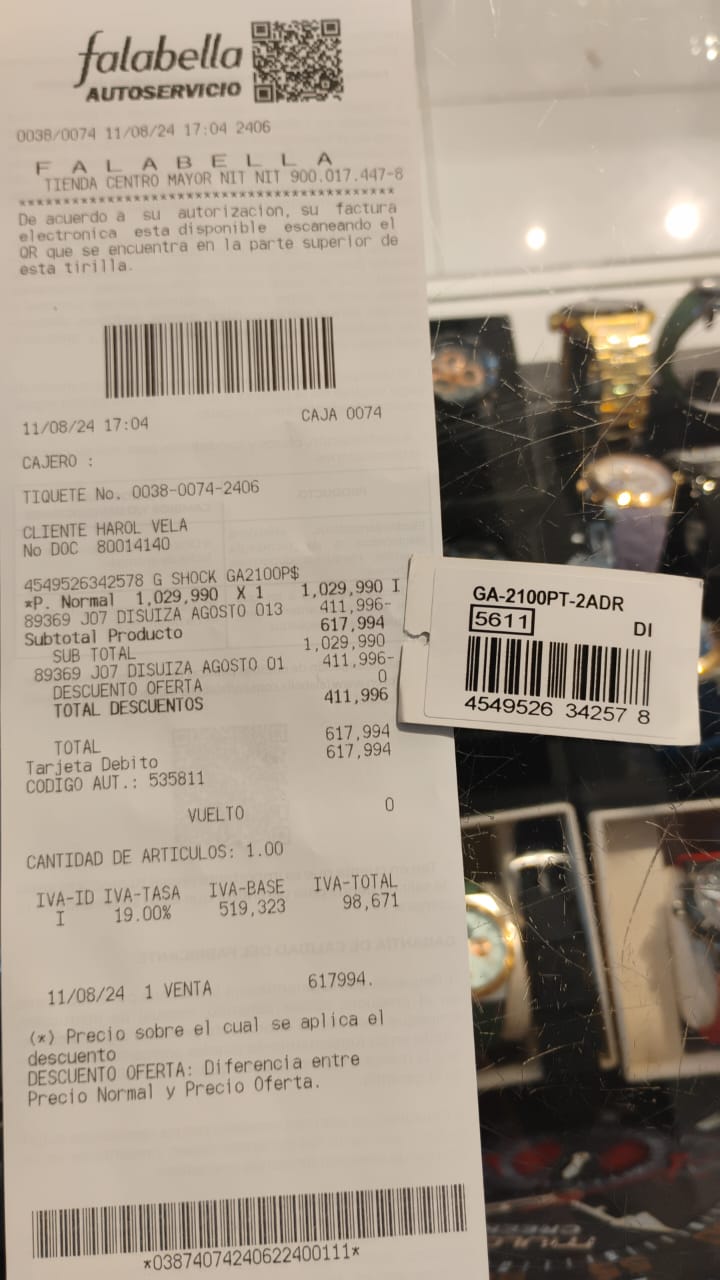 falabella
AUTOSERVICIO
0038/0074 11/08/24 17:04 2406
F A L A B E L L A
TIENDA CENTRO MAYOR NIT NIT 900.017.447-8
******************************************
De acuerdo a su autorizacion, su factura
electronica esta disponible escaneando el
QR que se encuentra en la parte superior de
esta tirilla.
11/08/24 17:04 CAJA 0074
CAJERO :
TIQUETE No. 0038-0074-2406
CLIENTE HAROL VELA
No DOC 80014140
4549526342578 G SHOCK GA2100P$
*P. Normal 1,029,990 X 1 1,029,990 I
89369 J07 DISUIZA AGOSTO 013 411,996-
Subtotal Producto 617,994
SUB TOTAL 1,029,990
89369 J07 DISUIZA AGOSTO 01 411,996-
DESCUENTO OFERTA 0
TOTAL DESCUENTOS 411,996
TOTAL 617,994
Tarjeta Debito 617,994
CODIGO AUT.: 535811
VUELTO 0
CANTIDAD DE ARTICULOS: 1.00
IVA-ID IVA-TASA IVA-BASE IVA-TOTAL
I 19.00% 519,323 98,671
11/08/24 1 VENTA 617994.
(*) Precio sobre el cual se aplica el
descuento
DESCUENTO OFERTA: Diferencia entre
Precio Normal y Precio Oferta.
*03874074240622400111*
GA-2100PT-2ADR
5611 DI
4549526 34257 8